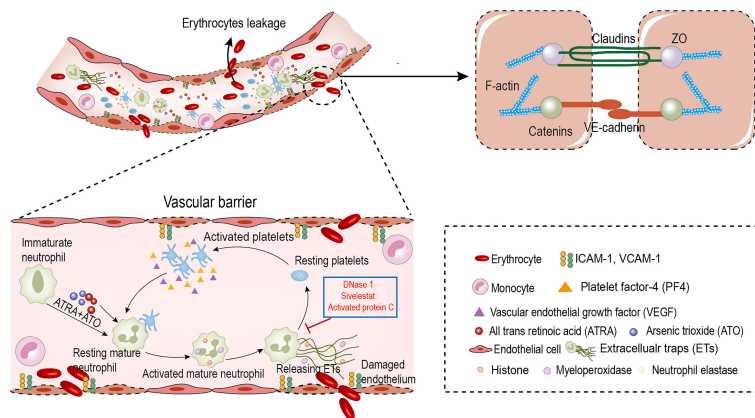 Erythrocytes leakage
Claudins
ZO
F-actin
Catenins
VE-cadherin
Vascular barrier
Immaturate
neutrophil
Activated platelets
Resting platelets
DNase 1
Sivelestat
Activated protein C
ATRA+ATO
Resting mature
neutrophil
Activated mature neutrophil
Releasing ETs
Damaged
endothelium
Erythrocyte
ICAM-1, VCAM-1
Monocyte
Platelet factor-4 (PF4)
Vascular endothelial growth factor (VEGF)
All trans retinoic acid (ATRA)
Arsenic trioxide (ATO)
Endothelial cell
Extracellualr traps (ETs)
Histone
Myeloperoxidase
Neutrophil elastase